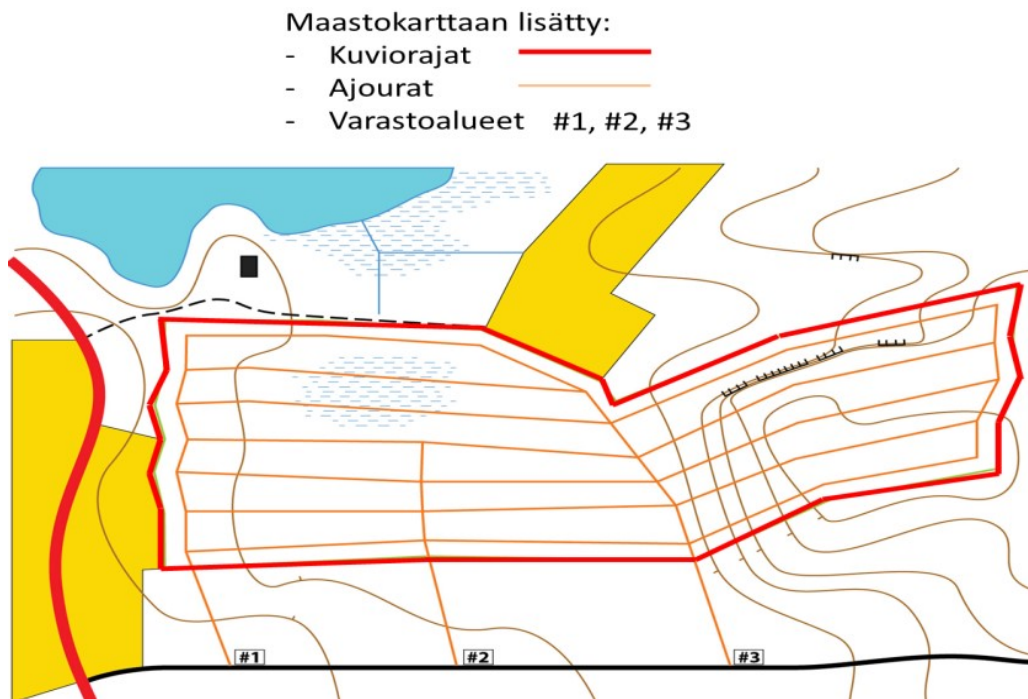 Maastokarttaan lisätty:
- Kuviorajat
- Ajourat
- Varastoalueet #1, #2, #3
#1 #2 #3